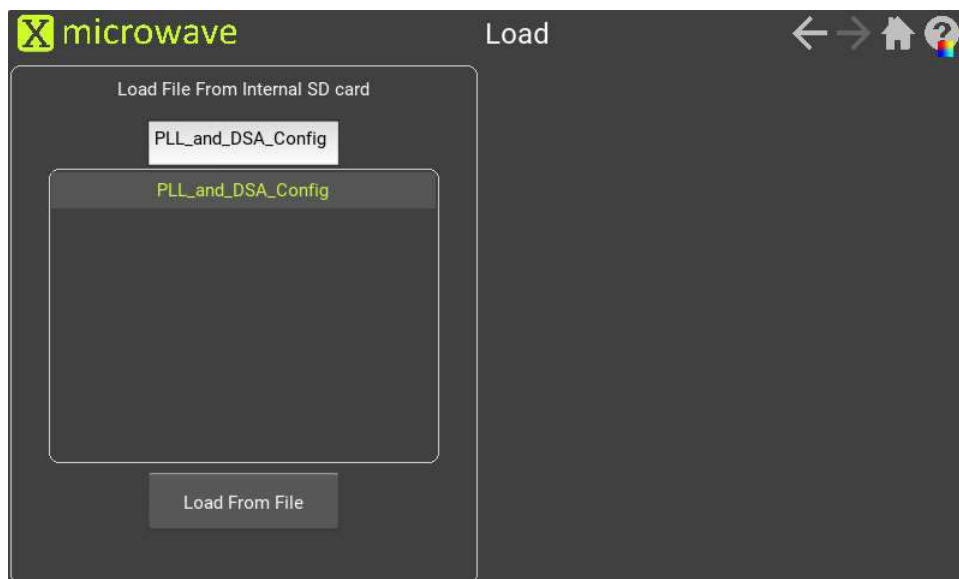 X microwave
Load
?
Load File From Internal SD card
PLL_and_DSA_Config
PLL_and_DSA_Config
Load From File